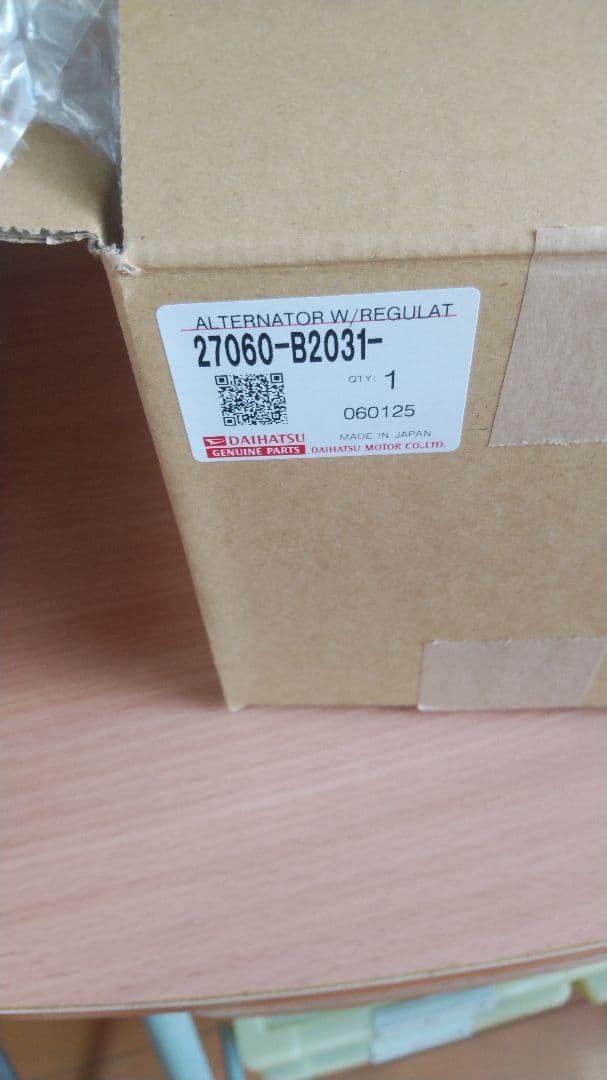 ALTERNATOR W/REGULAT
27060-B2031-
QTY: 1
060125
DAIHATSU
GENUINE PARTS
MADE IN JAPAN
DAIHATSU MOTOR CO.,LTD.